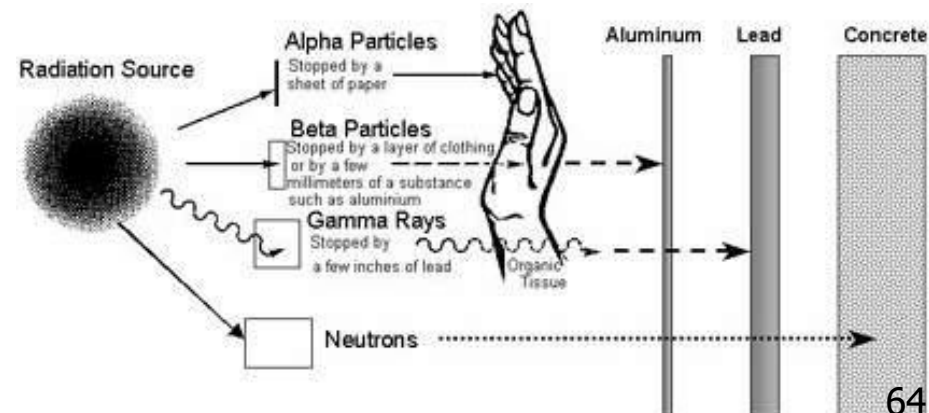 Radiation Source
Alpha Particles
Stopped by a
sheet of paper
Beta Particles
Stopped by a layer of clothing
or by a few
millimeters of a substance
such as aluminium
Gamma Rays
Stopped by
a few inches of lead
Organic
Tissue
Neutrons
Aluminum
Lead
Concrete
64